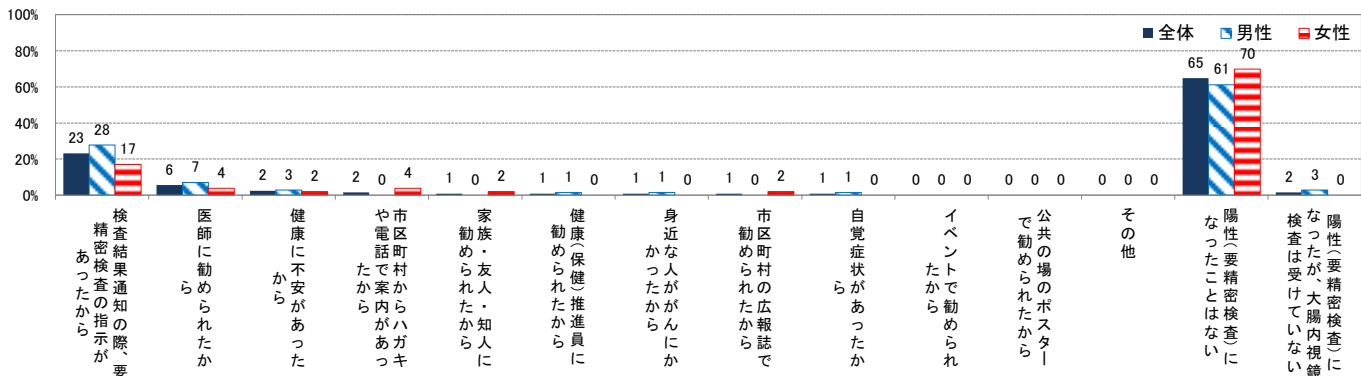 100%
80%
60%
40%
20%
0%
全体 男性 女性
23 28 17
6 7 4
2 3 2
2 0 4
1 0 2
1 1 0
1 1 0
1 0 2
1 1 0
0 0 0
0 0 0
0 0 0
65 61 70
2 3 0
検査結果通知の際、要
精密検査の指示が
あったから
医師に勧められたか
ら
健康に不安があった
から
市区町村からハガキ
や電話で案内があっ
たから
家族・友人・知人に
勧められたから
健康(保健)推進員に
勧められたから
身近な人ががんにか
かったから
市区町村の広報誌で
勧められたから
自覚症状があったか
ら
イベントで勧められ
たから
公共の場のポスター
で勧められたから
その他
陽性(要精密検査)に
なったことはない
陽性(要精密検査)に
なったが、大腸内視鏡
検査は受けていない